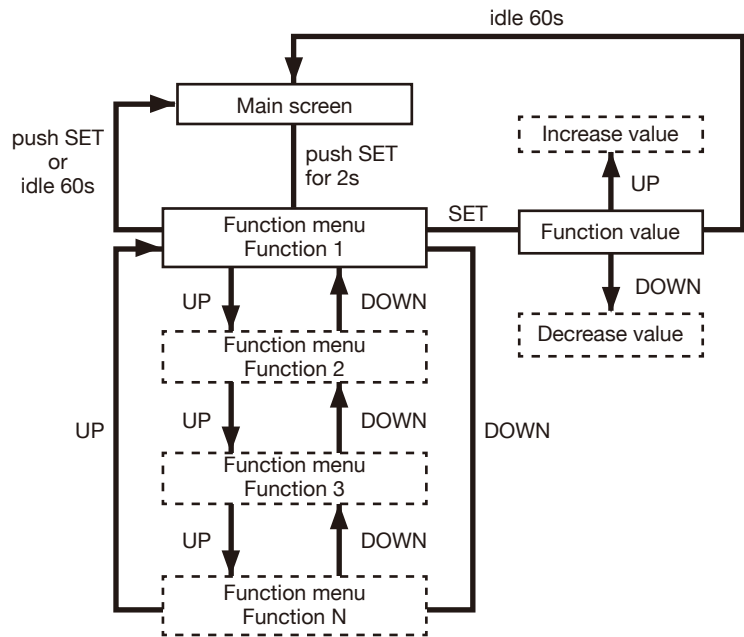 idle 60s
Main screen
push SET
or
idle 60s
push SET
for 2s
Increase value
UP
Function menu
Function 1
SET
Function value
UP
DOWN
DOWN
Function menu
Function 2
Decrease value
UP
DOWN
UP
DOWN
Function menu
Function 3
UP
DOWN
Function menu
Function N